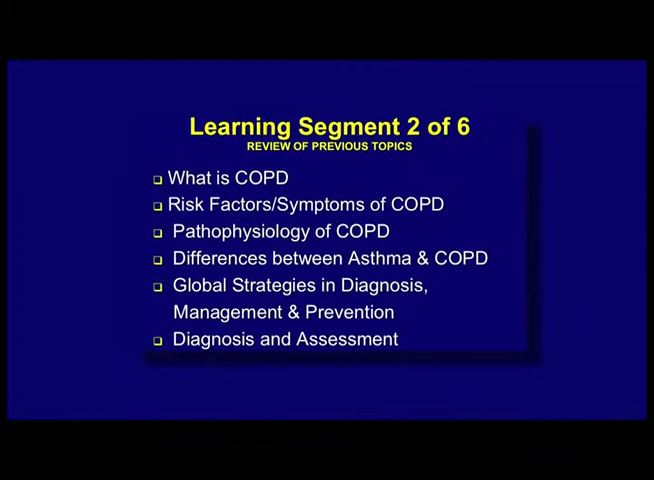 Learning Segment 2 of 6
REVIEW OF PREVIOUS TOPICS
What is COPD
Risk Factors/Symptoms of COPD
Pathophysiology of COPD
Differences between Asthma & COPD
Global Strategies in Diagnosis,
Management & Prevention
Diagnosis and Assessment